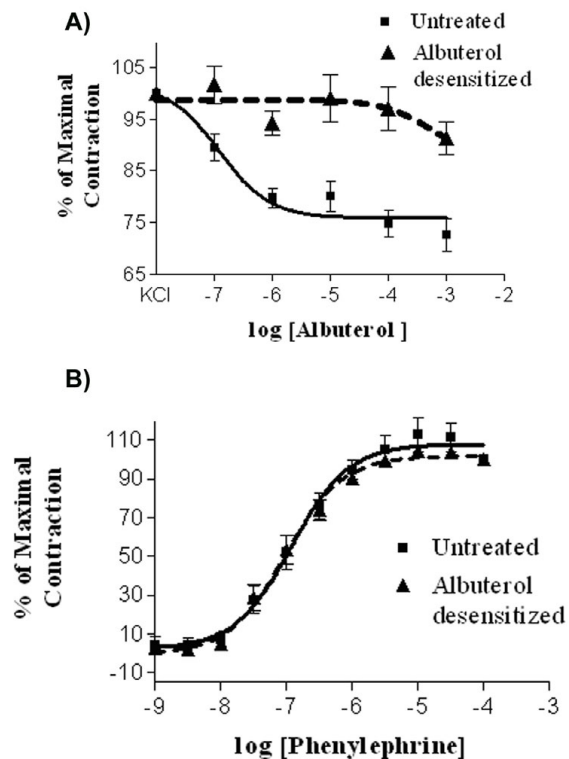 A)
Untreated
Albuterol
desensitized
% of Maximal
Contraction
105
95
85
75
65
KCl -7 -6 -5 -4 -3 -2
log [Albuterol ]
B)
% of Maximal
Contraction
110
90
70
50
30
10
-10
Untreated
Albuterol
desensitized
-9 -8 -7 -6 -5 -4 -3
log [Phenylephrine]